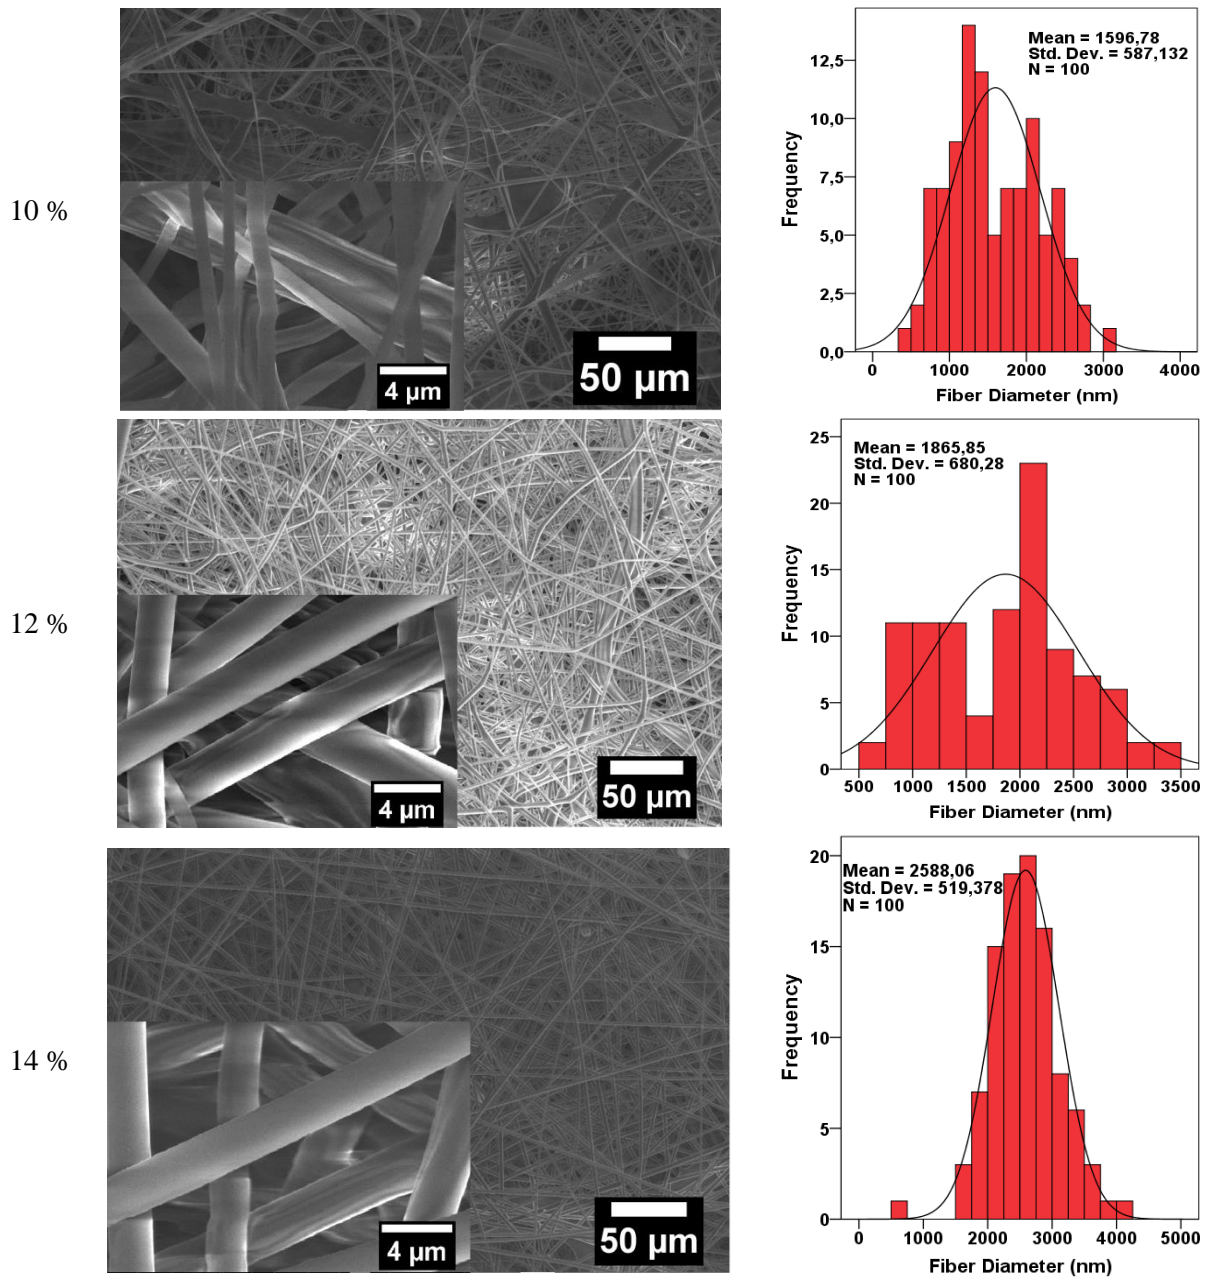 10 %
4 µm
50 µm
Mean = 1596,78
Std. Dev. = 587,132
N = 100
12,5
10,0
7,5
5,0
2,5
0,0
Frequency
0 1000 2000 3000 4000
Fiber Diameter (nm)
12 %
4 µm
50 µm
Mean = 1865,85
Std. Dev. = 680,28
N = 100
25
20
15
10
5
0
Frequency
500 1000 1500 2000 2500 3000 3500
Fiber Diameter (nm)
14 %
4 µm
50 µm
Mean = 2588,06
Std. Dev. = 519,378
N = 100
20
15
10
5
0
Frequency
0 1000 2000 3000 4000 5000
Fiber Diameter (nm)